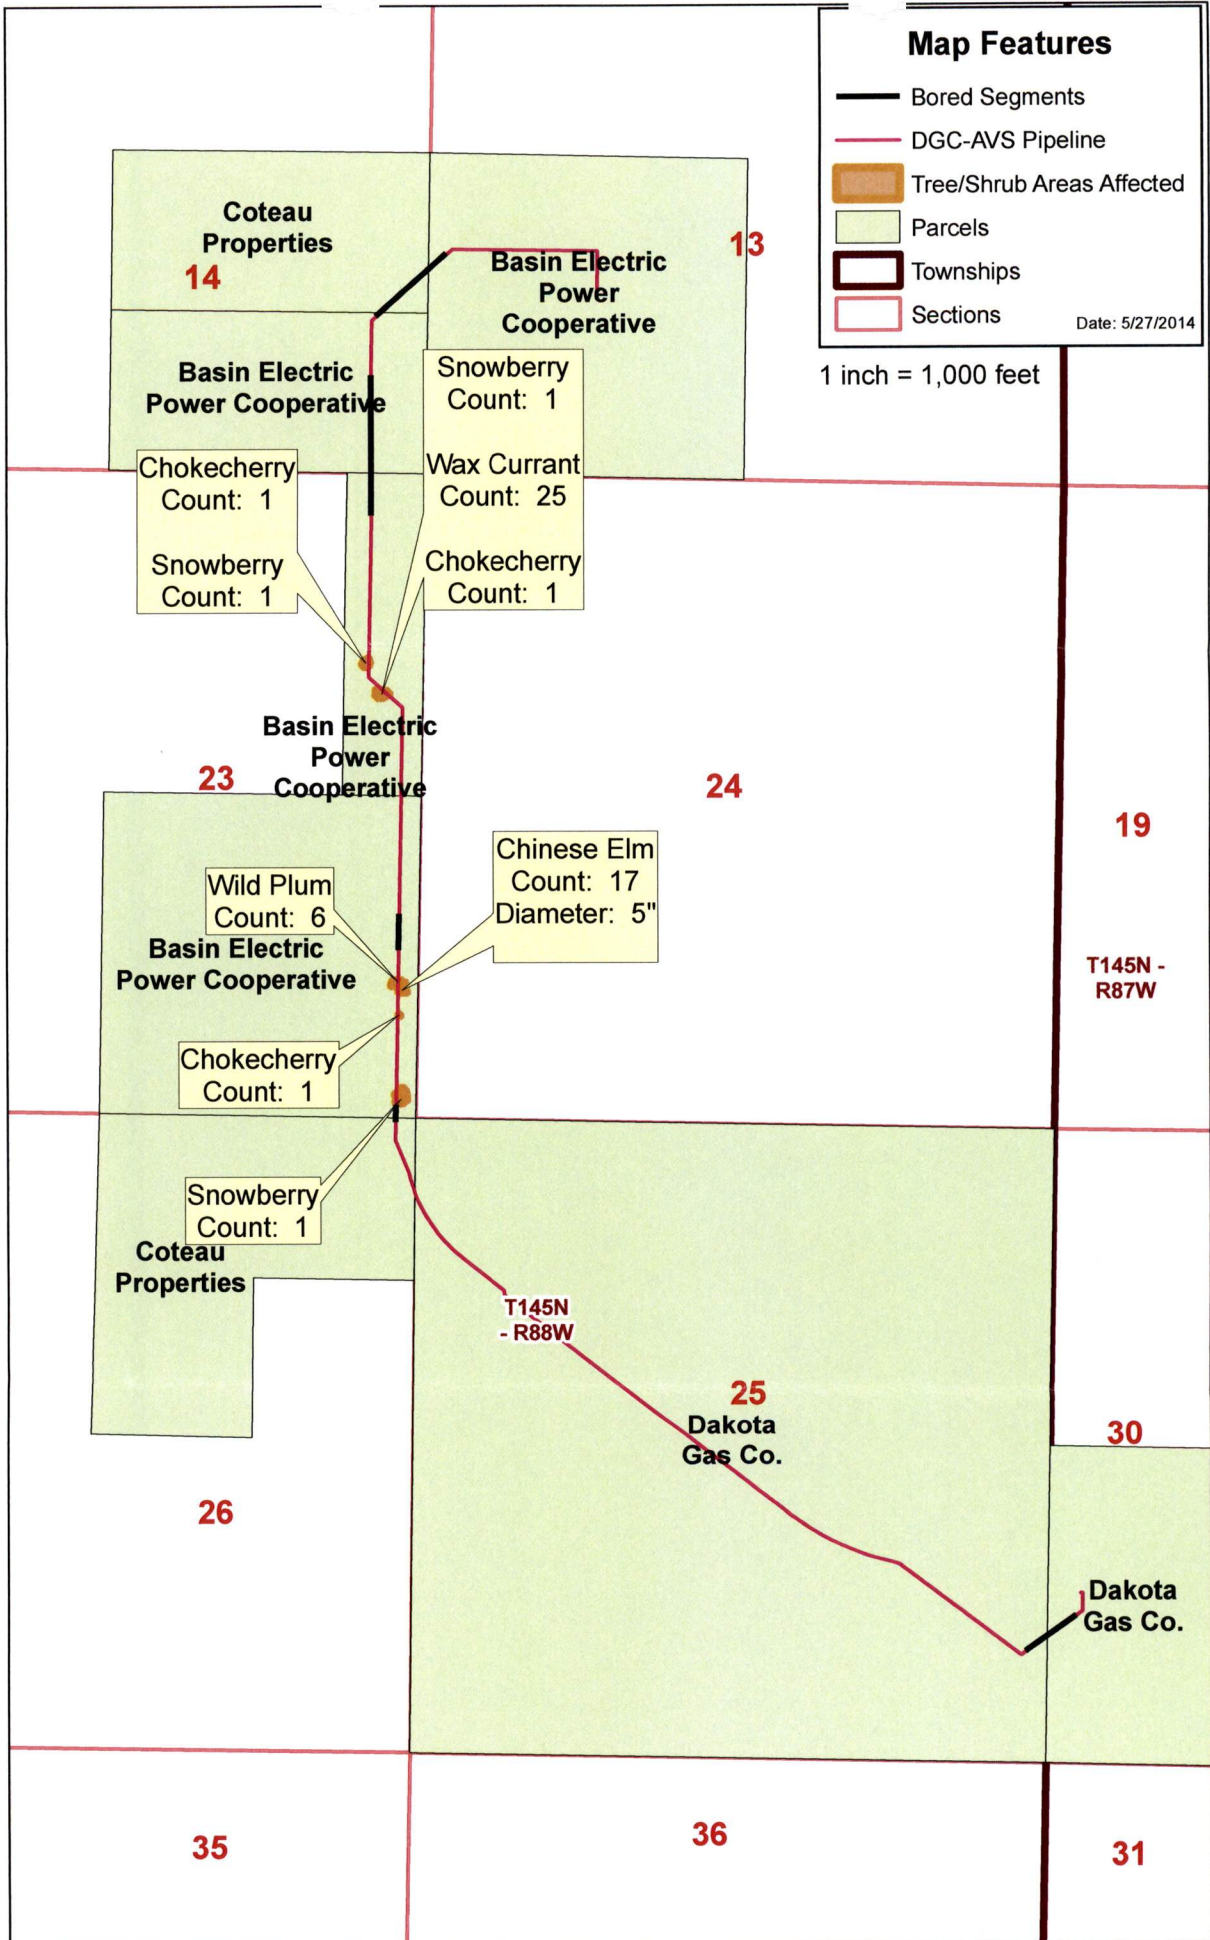 Map Features
Bored Segments
DGC-AVS Pipeline
Tree/Shrub Areas Affected
Parcels
Townships
Sections
Date: 5/27/2014
1 inch = 1,000 feet
Coteau
Properties
14
13
Basin Electric
Power
Cooperative
Basin Electric
Power Cooperative
Snowberry
Count: 1
Wax Currant
Count: 25
Chokecherry
Count: 1
Chokecherry
Count: 1
Snowberry
Count: 1
Basin Electric
Power
Cooperative
23
24
19
Chinese Elm
Count: 17
Diameter: 5"
Wild Plum
Count: 6
Basin Electric
Power Cooperative
T145N -
R87W
Chokecherry
Count: 1
Snowberry
Count: 1
Coteau
Properties
T145N
- R88W
25
Dakota
Gas Co.
30
26
Dakota
Gas Co.
35
36
31